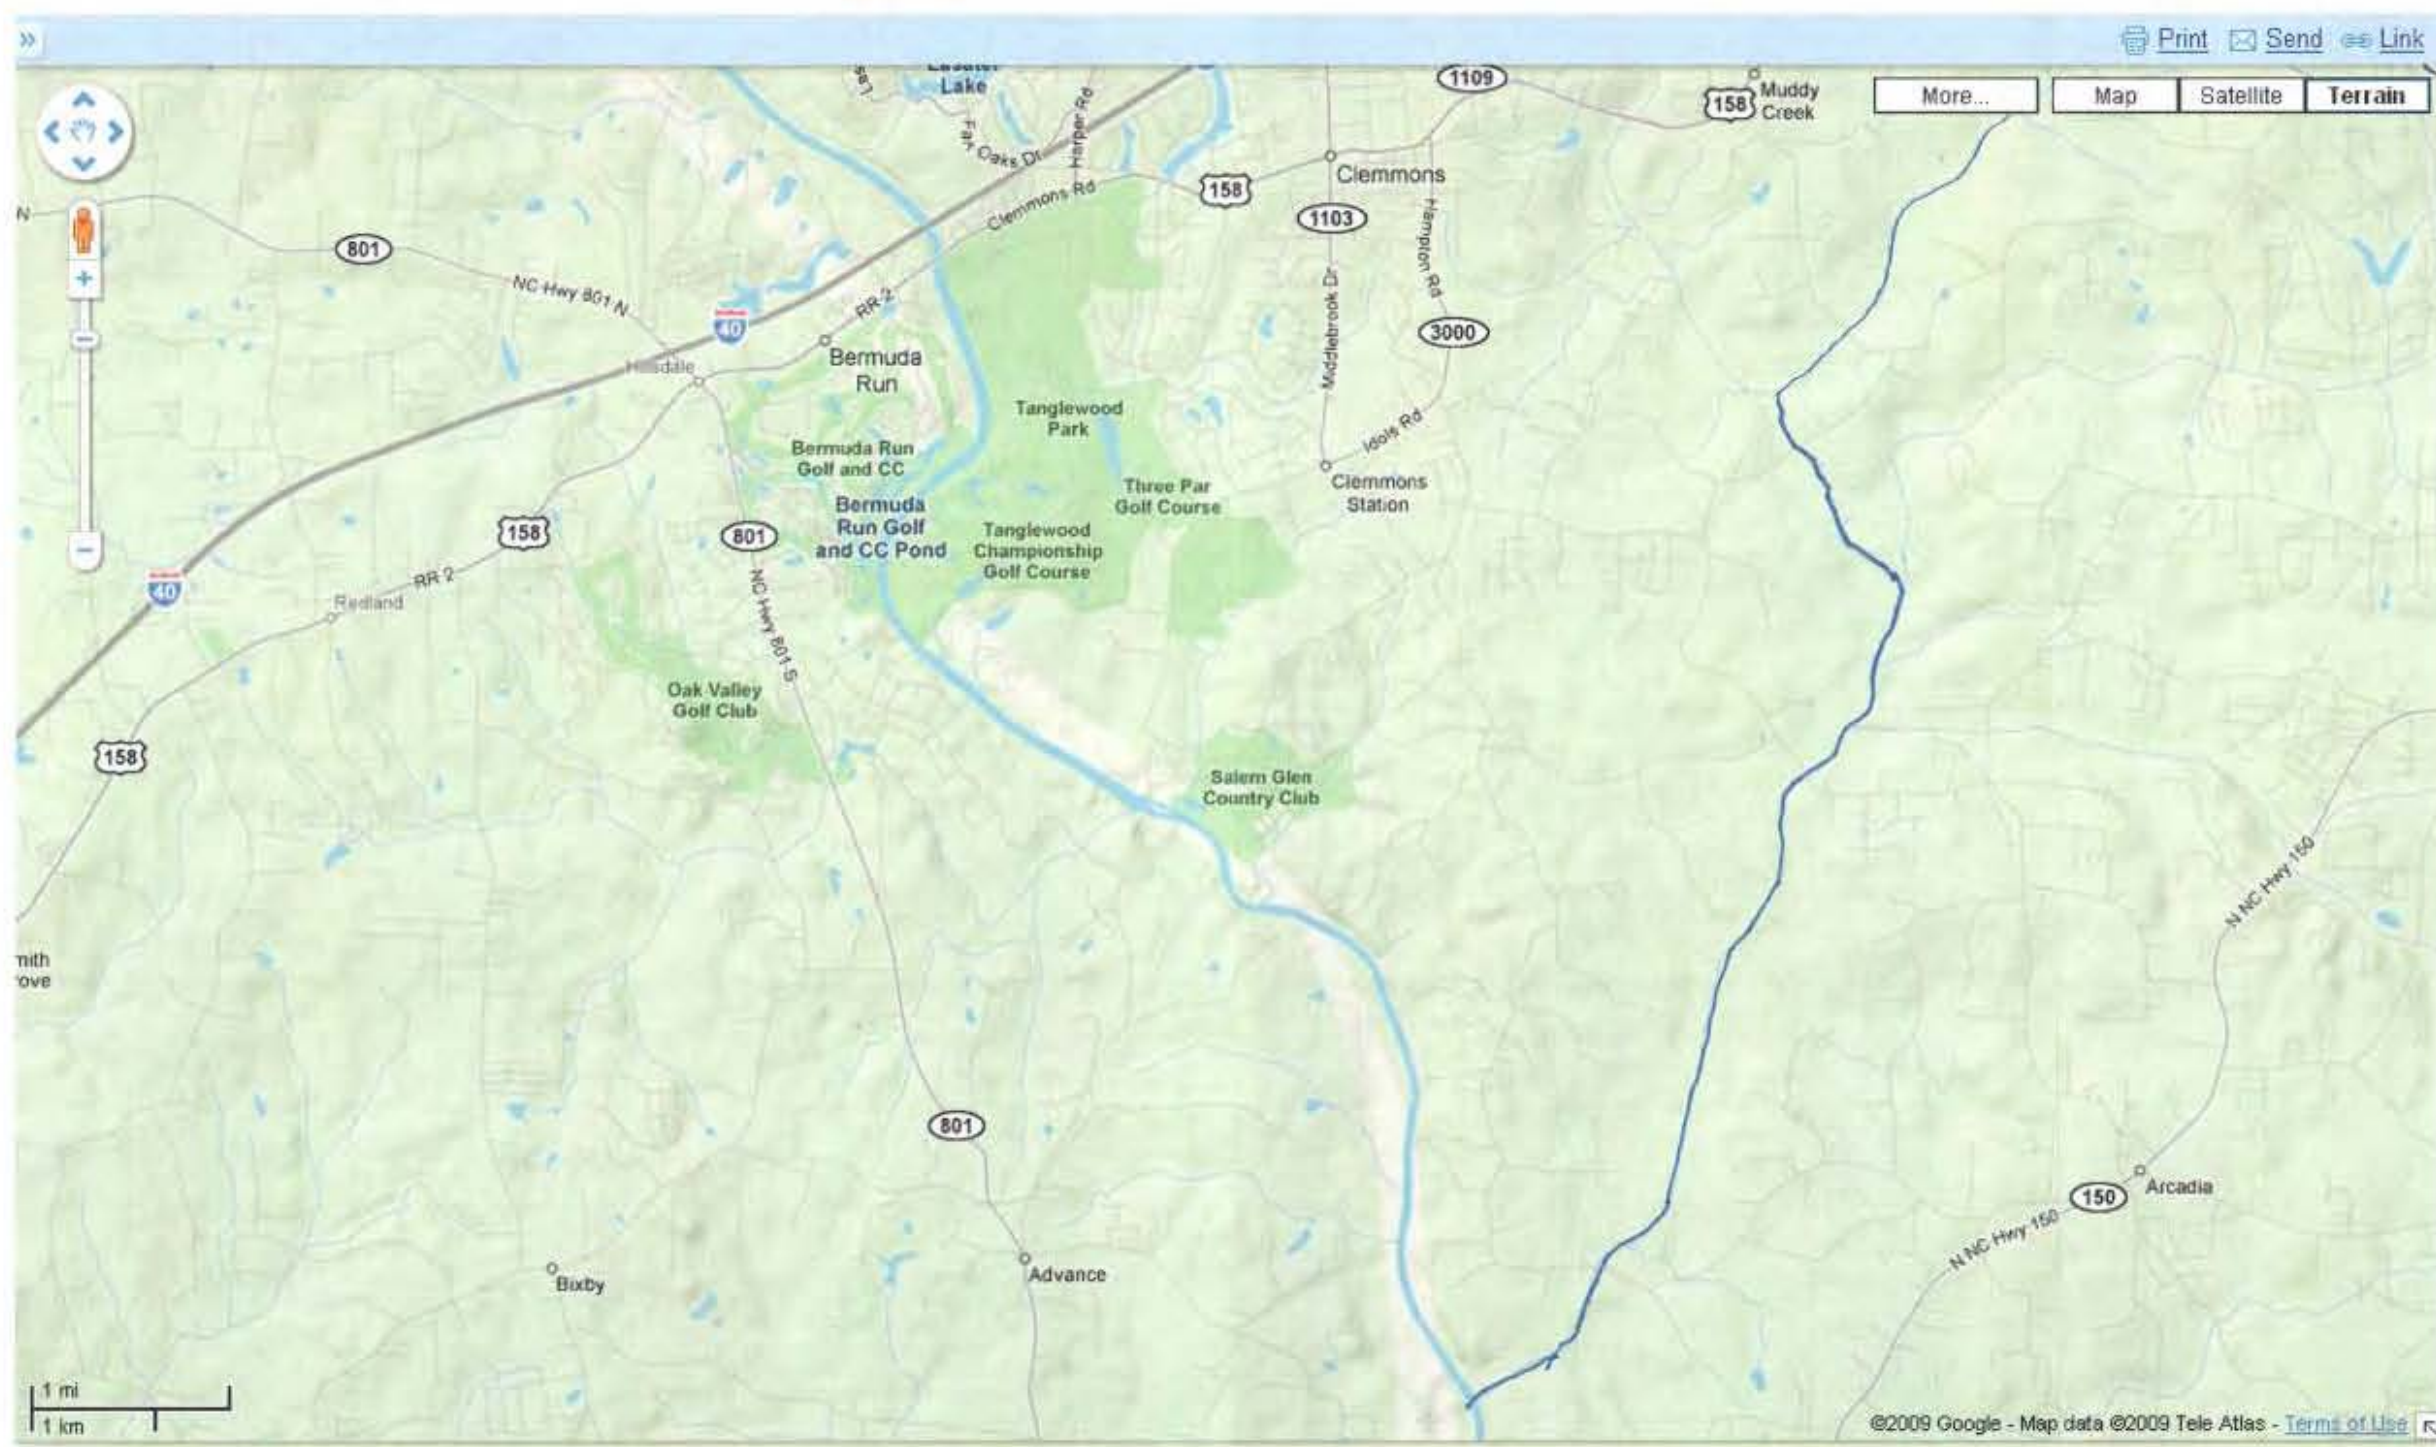 »
Print Send Link
More... Map Satellite Terrain
Lake
1109
158
Muddy
Creek
Harper Rd
Oaks Dr
Clemmons Rd
158
Clemmons
N
801
1103
Hampton Rd
NC Hwy 801 N
RR 2
40
Middlebrook Dr
3000
Hillsdale
Bermuda
Run
Tanglewood
Park
Idols Rd
Bermuda Run
Golf and CC
Clemmons
Station
Three Par
Golf Course
Bermuda
Run Golf
and CC Pond
158
801
Tanglewood
Championship
Golf Course
40
RR 2
Redland
NC Hwy 801 S
Oak Valley
Golf Club
158
Salem Glen
Country Club
N NC Hwy 150
mith
rove
801
150
Arcadia
N NC Hwy 150
Advance
Bixby
1 mi
1 km
©2009 Google - Map data ©2009 Tele Atlas - Terms of Use